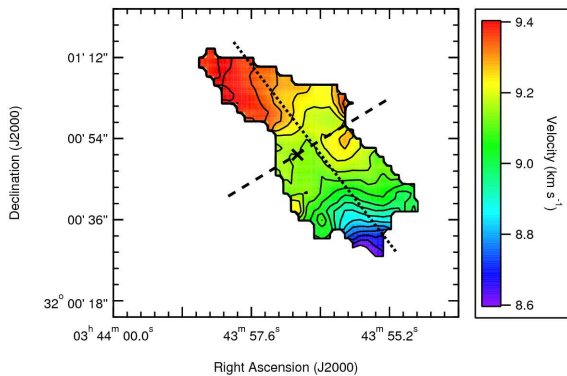 01' 12"
00' 54"
00' 36"
32° 00' 18"
Declination (J2000)
03ʰ 44ᵐ 00.0ˢ
43ᵐ 57.6ˢ
43ᵐ 55.2ˢ
Right Ascension (J2000)
9.4
9.2
9.0
8.8
8.6
Velocity (km s⁻¹)